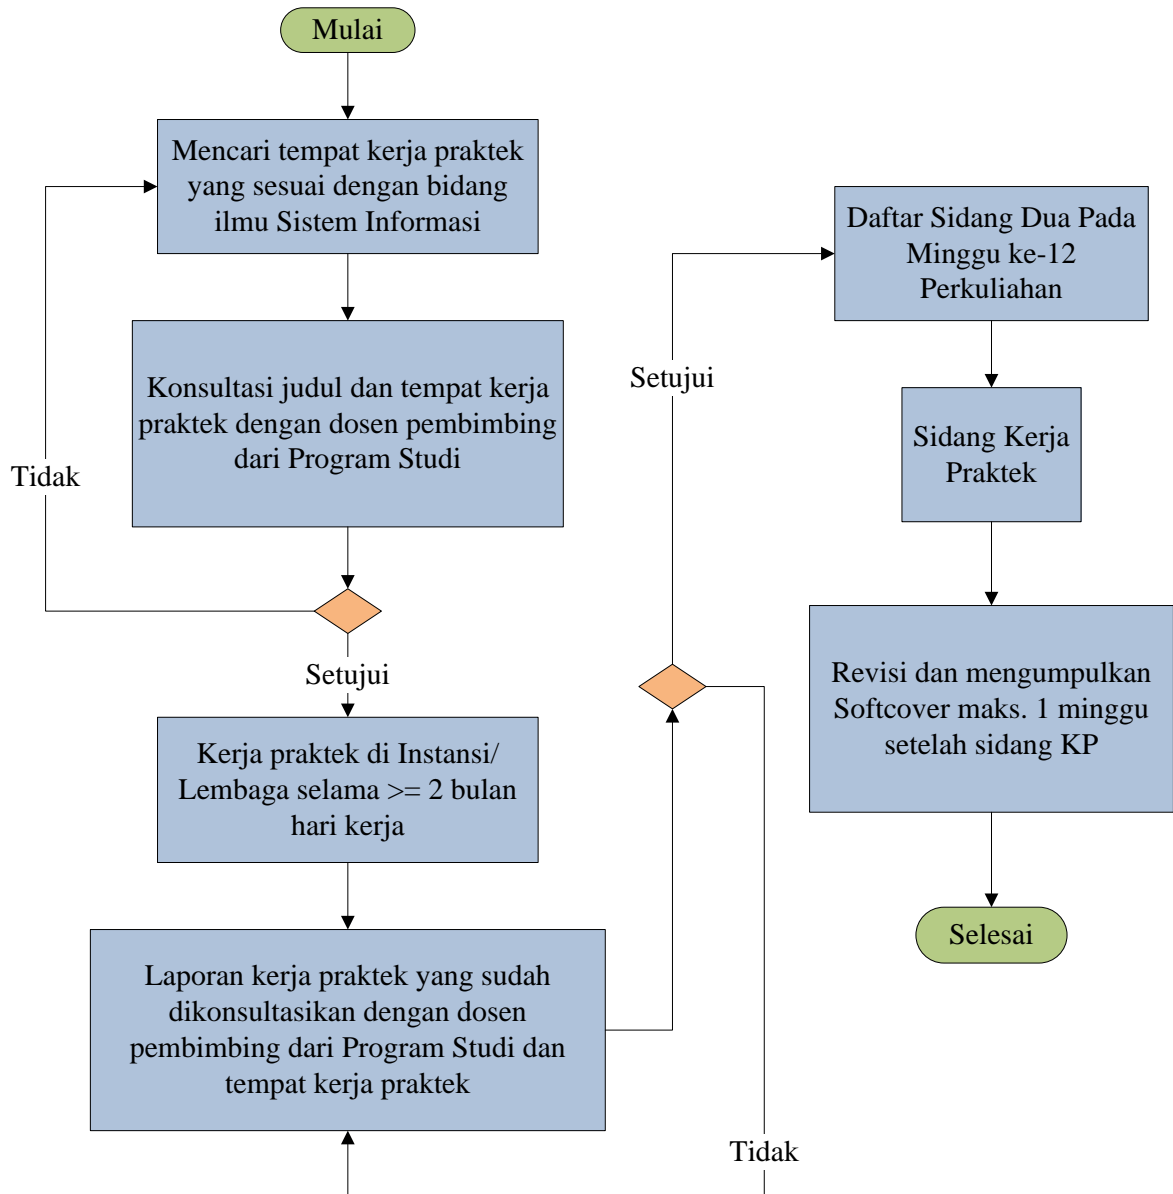 Mulai
Mencari tempat kerja praktek
yang sesuai dengan bidang
ilmu Sistem Informasi
Konsultasi judul dan tempat kerja
praktek dengan dosen pembimbing
dari Program Studi
Tidak
Setujui
Kerja praktek di Instansi/
Lembaga selama >= 2 bulan
hari kerja
Laporan kerja praktek yang sudah
dikonsultasikan dengan dosen
pembimbing dari Program Studi dan
tempat kerja praktek
Tidak
Setujui
Daftar Sidang Dua Pada
Minggu ke-12
Perkuliahan
Sidang Kerja
Praktek
Revisi dan mengumpulkan
Softcover maks. 1 minggu
setelah sidang KP
Selesai